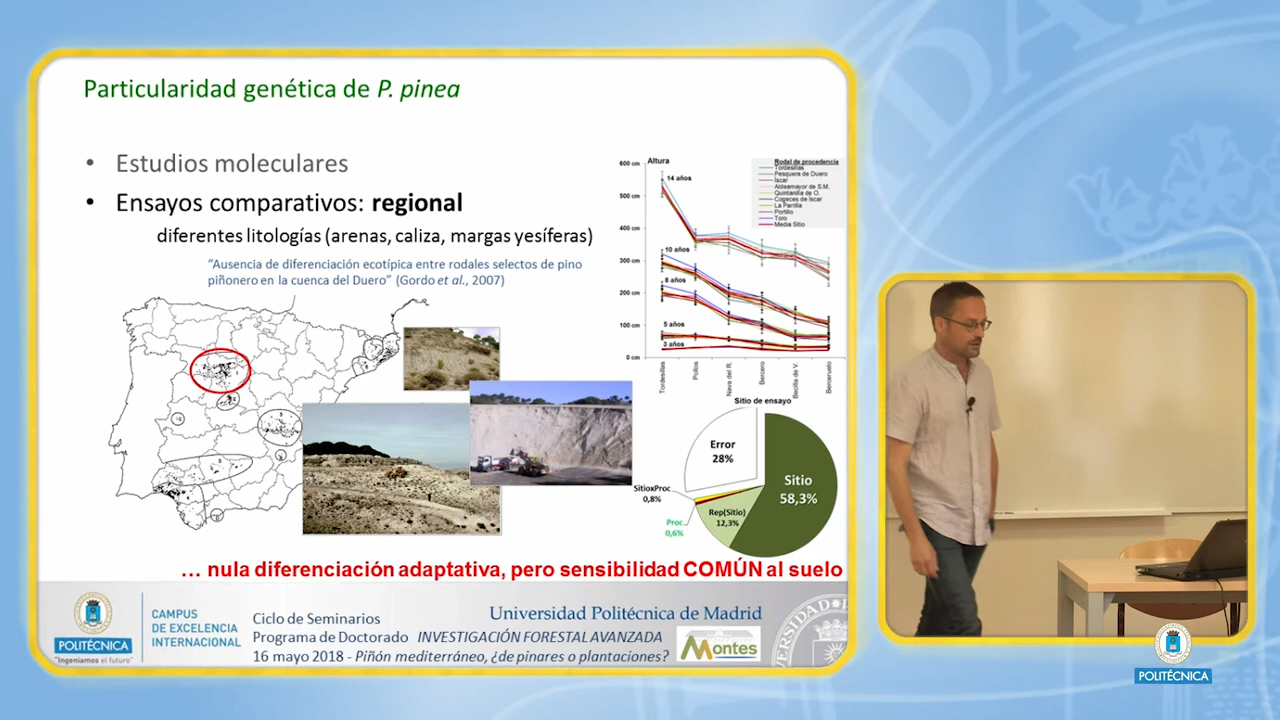 Particularidad genética de P. pinea
• Estudios moleculares
• Ensayos comparativos: regional
diferentes litologías (arenas, caliza, margas yesíferas)
"Ausencia de diferenciación ecotípica entre rodales selectos de pino
piñonero en la cuenca del Duero" (Gordo et al., 2007)
Altura
600 cm
500 cm
400 cm
300 cm
200 cm
100 cm
0 cm
14 años
10 años
8 años
5 años
3 años
Rodal de procedencia
Tordesillas
Pesquera de Duero
Íscar
Aldeamayor de S.M.
Quintanilla de O.
Cogeces de Íscar
La Parrilla
Portillo
Toro
Media Sitio
Tordesillas
Pollos
Nava del R.
Bercero
Becilla de V.
Berceruelo
Sitio de ensayo
Error
28%
Sitio
58,3%
SitioxProc
0,8%
Proc.
0,6%
Rep(Sitio)
12,3%
... nula diferenciación adaptativa, pero sensibilidad COMÚN al suelo
POLITÉCNICA
"Ingeniamos el futuro"
CAMPUS
DE EXCELENCIA
INTERNACIONAL
Ciclo de Seminarios
Universidad Politécnica de Madrid
Programa de Doctorado INVESTIGACIÓN FORESTAL AVANZADA
16 mayo 2018 - Piñón mediterráneo, ¿de pinares o plantaciones?
Montes
POLITÉCNICA